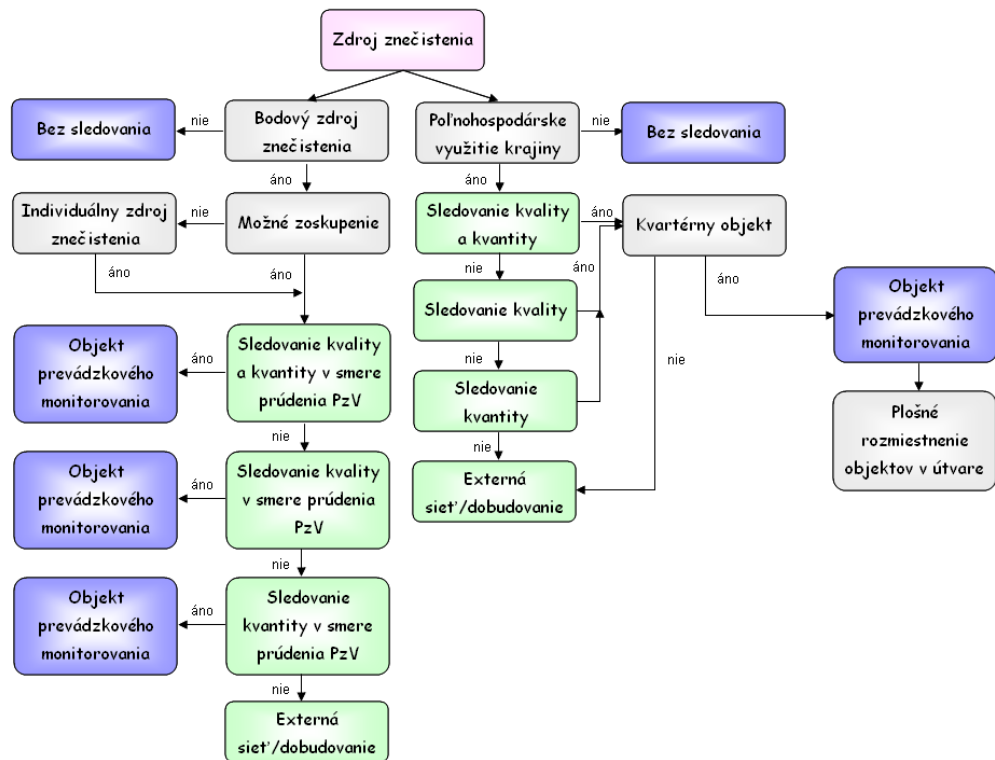 Zdroj znečistenia
Bez sledovania
nie
Bodový zdroj
znečistenia
Poľnohospodárske
využitie krajiny
nie
Bez sledovania
áno
áno
Individuálny zdroj
znečistenia
nie
Možné zoskupenie
Sledovanie kvality
a kvantity
áno
Kvartérny objekt
áno
áno
nie
áno
áno
Sledovanie kvality
Objekt
prevádzkového
monitorovania
nie
nie
Objekt
prevádzkového
monitorovania
áno
Sledovanie kvality
a kvantity v smere
prúdenia PzV
Sledovanie
kvantity
Plošné
rozmiestnenie
objektov v útvare
nie
nie
Objekt
prevádzkového
monitorovania
áno
Sledovanie kvality
v smere prúdenia
PzV
Externá
sieť/dobudovanie
nie
Objekt
prevádzkového
monitorovania
áno
Sledovanie
kvantity v smere
prúdenia PzV
nie
Externá
sieť/dobudovanie